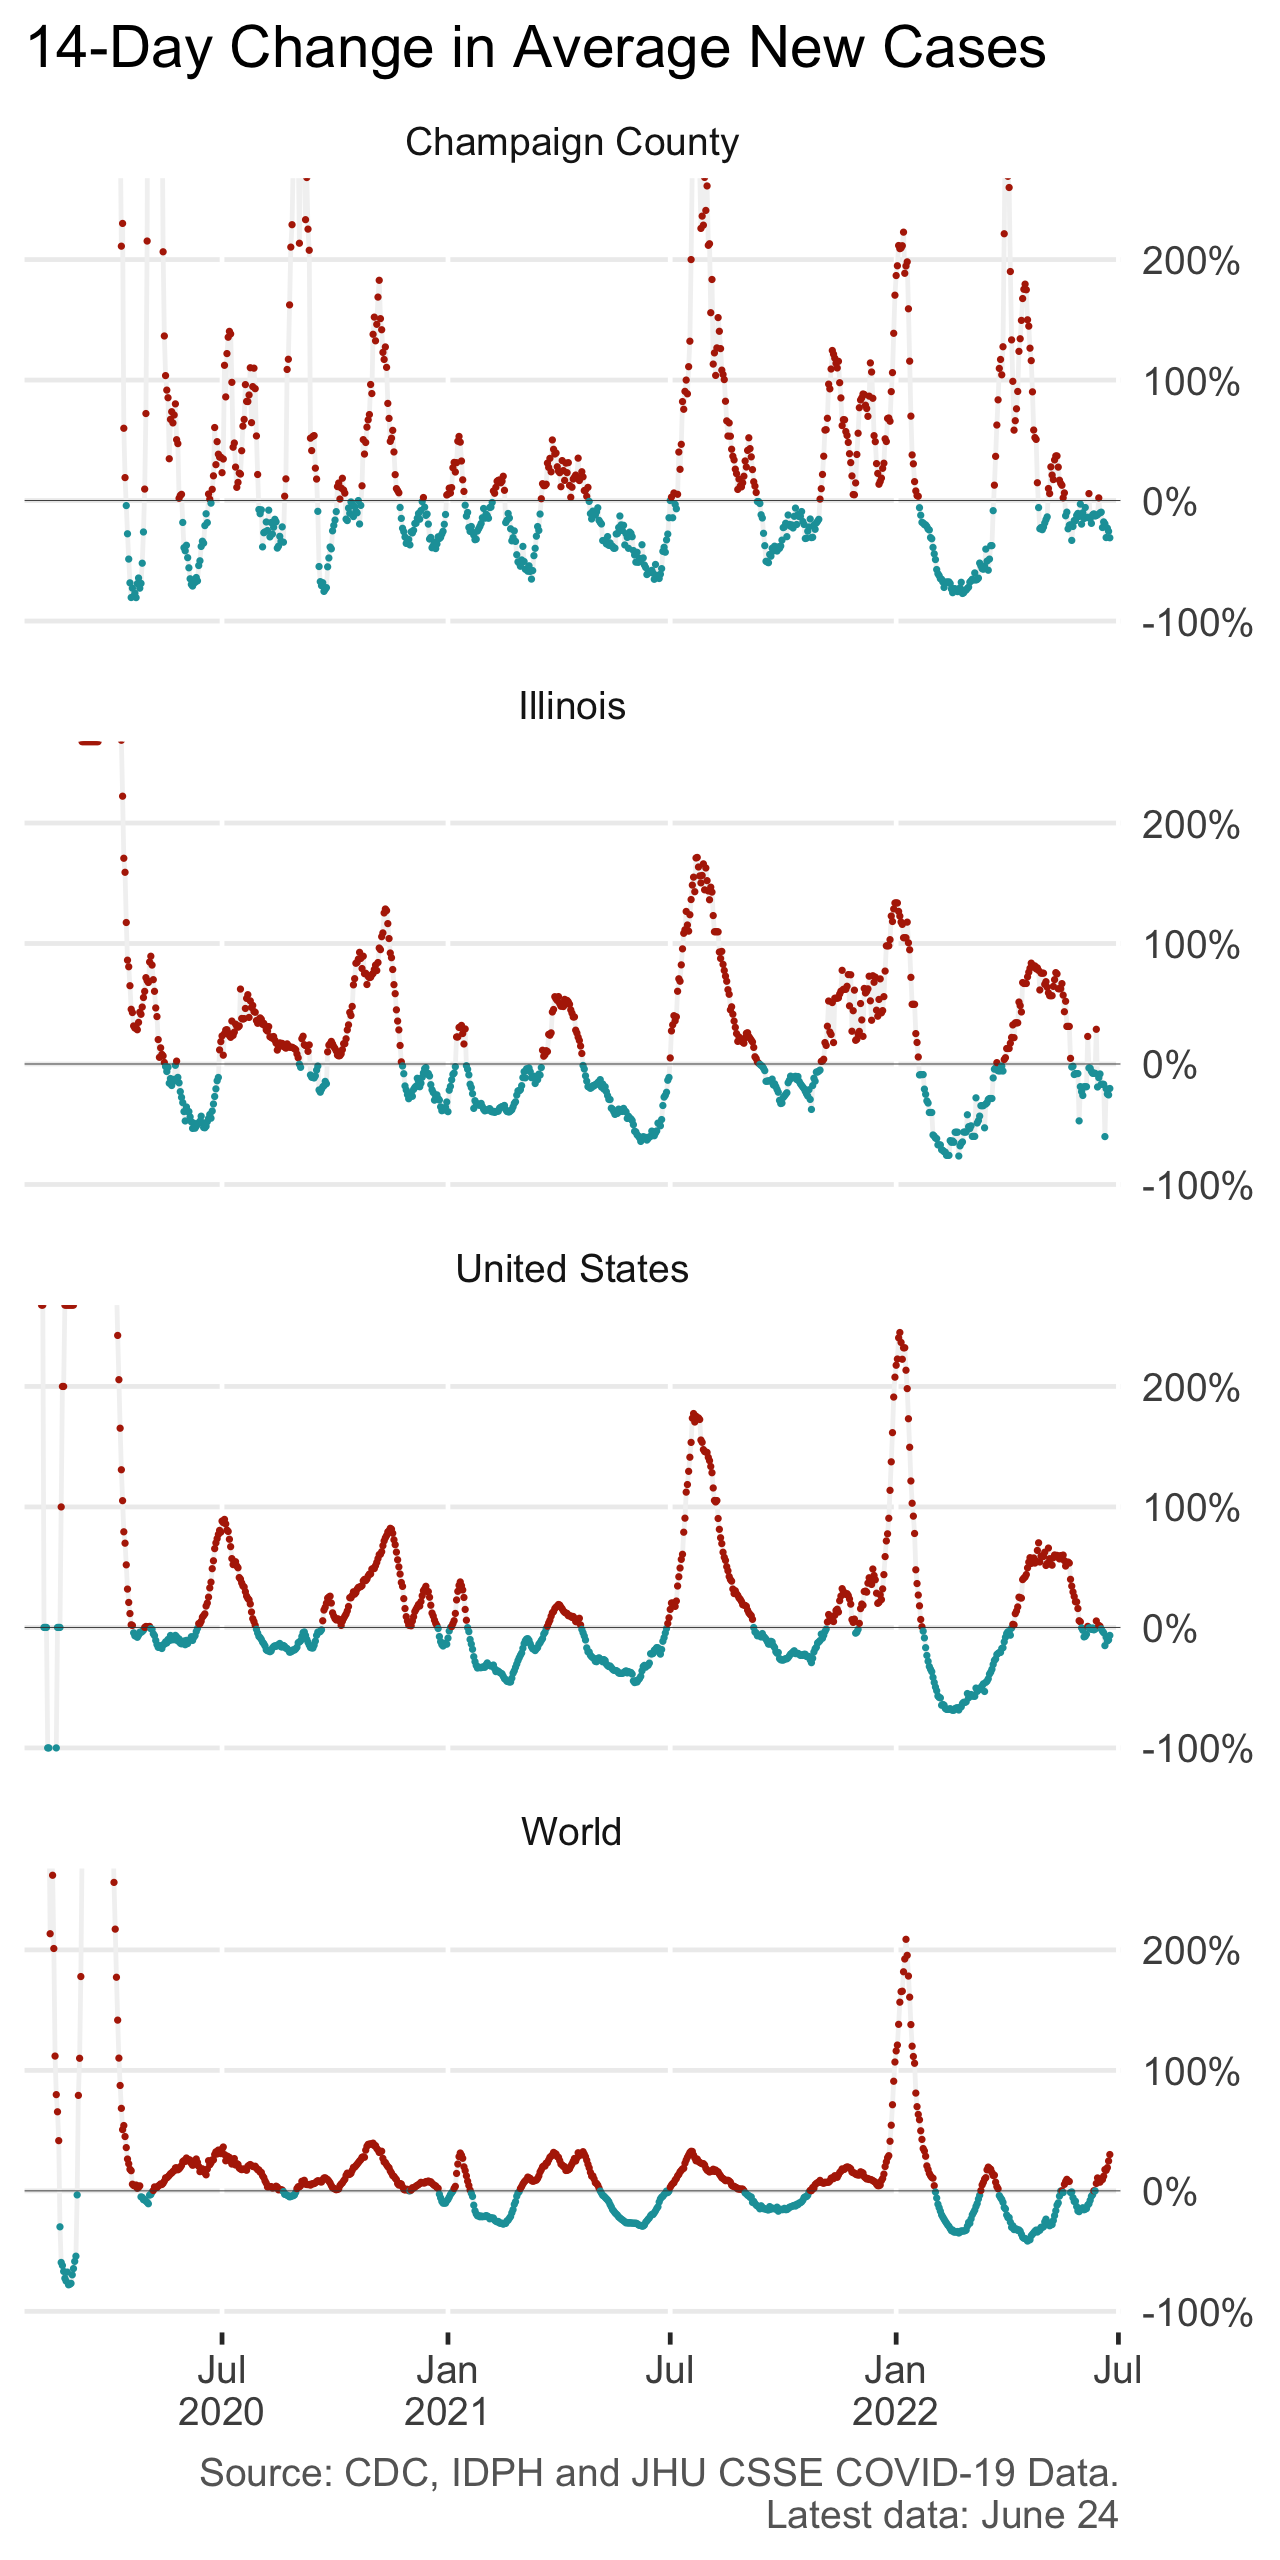 14-Day Change in Average New Cases
Champaign County
200%
100%
0%
-100%
Illinois
200%
100%
0%
-100%
United States
200%
100%
0%
-100%
World
200%
100%
0%
-100%
Jul Jan Jul Jan Jul
2020 2021 2022
Source: CDC, IDPH and JHU CSSE COVID-19 Data.
Latest data: June 24